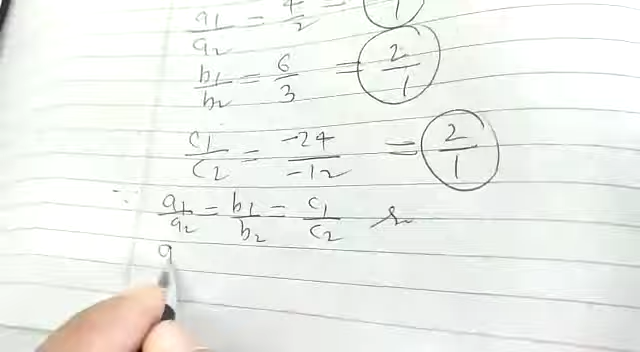 a1/a2 = 4/2 = /1
b1/b2 = 6/3 = 2/1
c1/c2 = -24/-12 = 2/1
∵ a1/a2 = b1/b2 = c1/c2
a